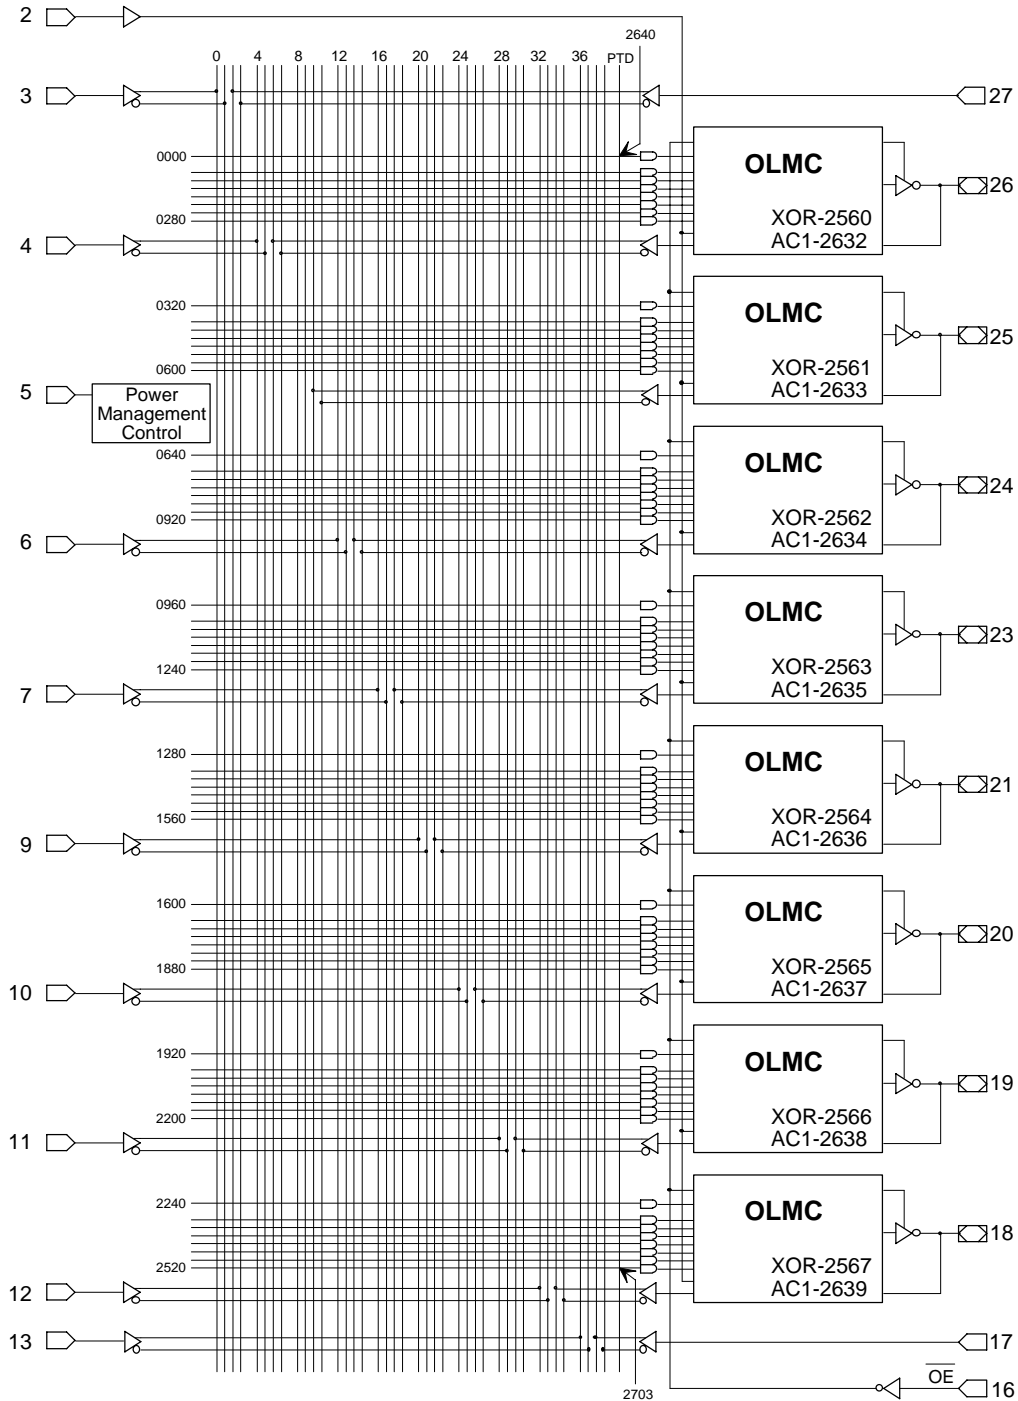 2
2640
0 4 8 12 16 20 24 28 32 36 PTD
3 27
0000
OLMC
26
0280
XOR-2560
4
AC1-2632
0320
OLMC
25
0600
XOR-2561
5
AC1-2633
Power
Management
Control
0640
OLMC
24
0920
XOR-2562
6
AC1-2634
0960
OLMC
23
1240
XOR-2563
7
AC1-2635
1280
OLMC
21
1560
XOR-2564
9
AC1-2636
1600
OLMC
20
1880
XOR-2565
10
AC1-2637
1920
OLMC
19
2200
XOR-2566
11
AC1-2638
2240
OLMC
18
2520
XOR-2567
12
AC1-2639
13 17
OE
16
2703